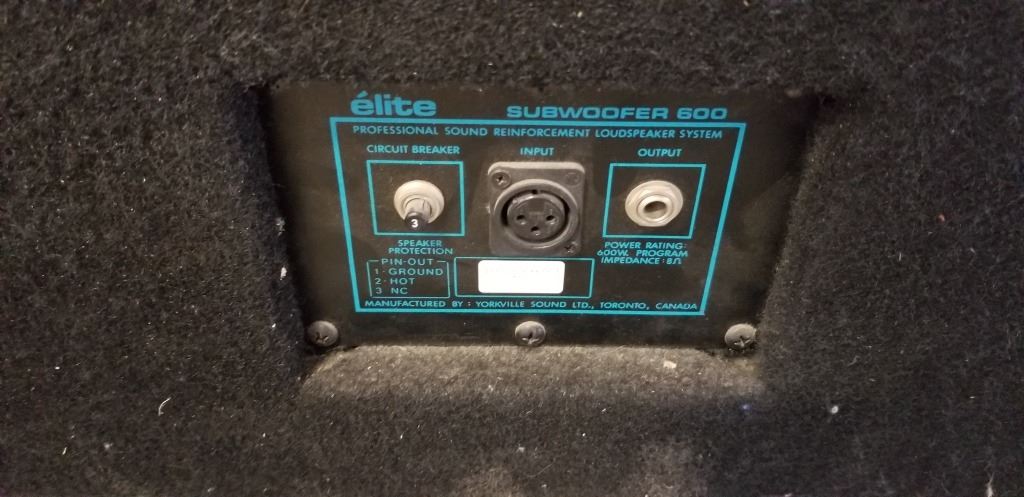 élite
SUBWOOFER 600
PROFESSIONAL SOUND REINFORCEMENT LOUDSPEAKER SYSTEM
CIRCUIT BREAKER
INPUT
OUTPUT
3
SPEAKER
PROTECTION
POWER RATING:
600W. PROGRAM
IMPEDANCE: 8Ω
PIN-OUT
1 · GROUND
2 · HOT
3 NC
MANUFACTURED BY : YORKVILLE SOUND LTD., TORONTO, CANADA